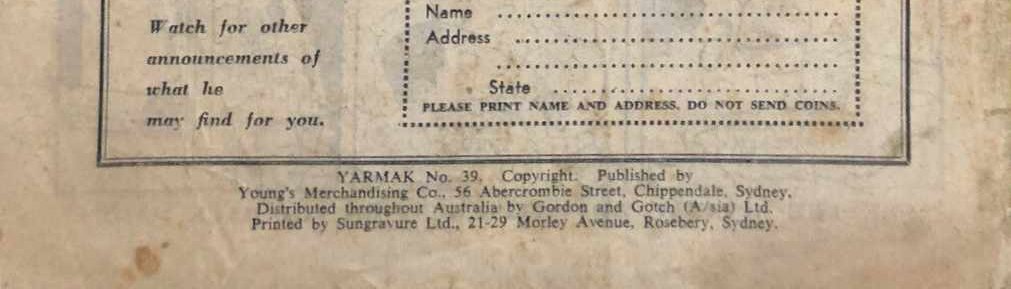 Watch for other
announcements of
what he
may find for you.
Name ........................................
Address ........................................
........................................
State ........................................
PLEASE PRINT NAME AND ADDRESS. DO NOT SEND COINS.
YARMAK No. 39. Copyright. Published by
Young's Merchandising Co., 56 Abercrombie Street, Chippendale, Sydney.
Distributed throughout Australia by Gordon and Gotch (A/sia) Ltd.
Printed by Sungravure Ltd., 21-29 Morley Avenue, Rosebery, Sydney.